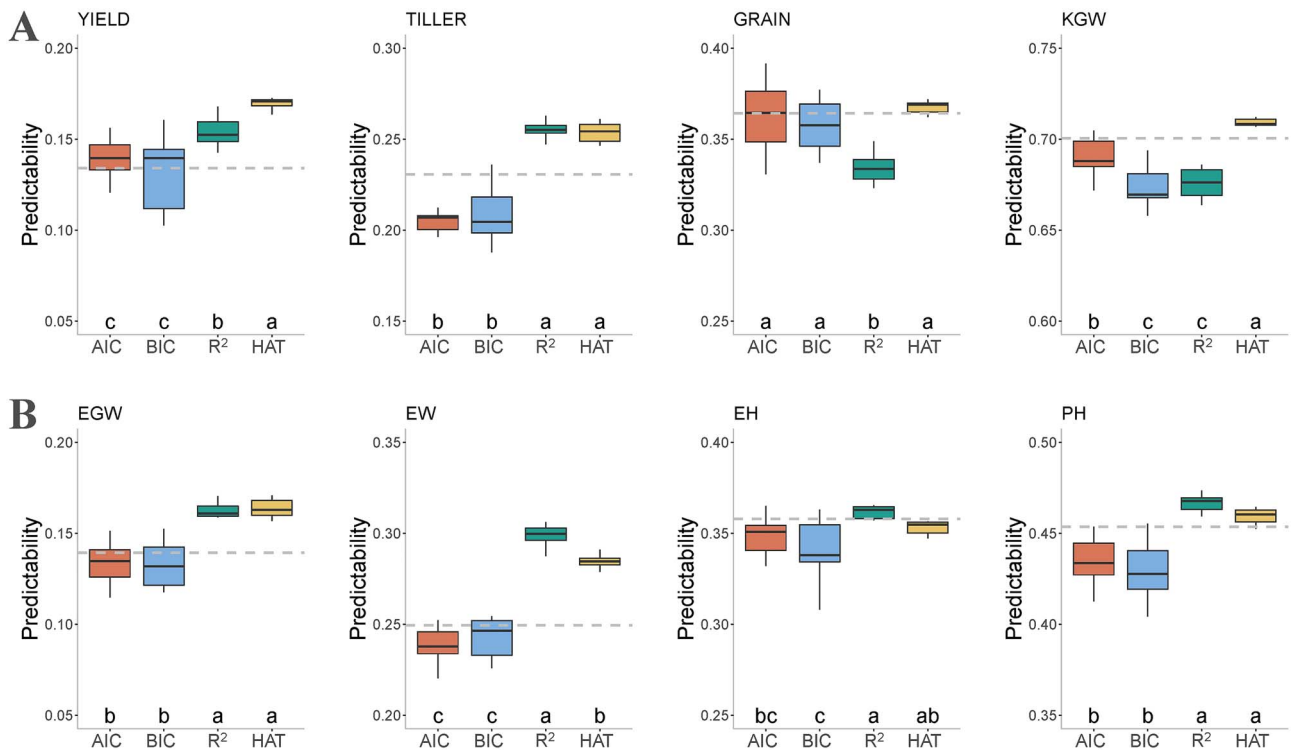 A
YIELD
Predictability
0.20
0.15
0.10
0.05
c c b a
AIC BIC R² HAT
TILLER
Predictability
0.30
0.25
0.20
0.15
b b a a
AIC BIC R² HAT
GRAIN
Predictability
0.40
0.35
0.30
0.25
a a b a
AIC BIC R² HAT
KGW
Predictability
0.75
0.70
0.65
0.60
b c c a
AIC BIC R² HAT
B
EGW
Predictability
0.20
0.15
0.10
0.05
b b a a
AIC BIC R² HAT
EW
Predictability
0.35
0.30
0.25
0.20
c c a b
AIC BIC R² HAT
EH
Predictability
0.40
0.35
0.30
0.25
bc c a ab
AIC BIC R² HAT
PH
Predictability
0.50
0.45
0.40
0.35
b b a a
AIC BIC R² HAT